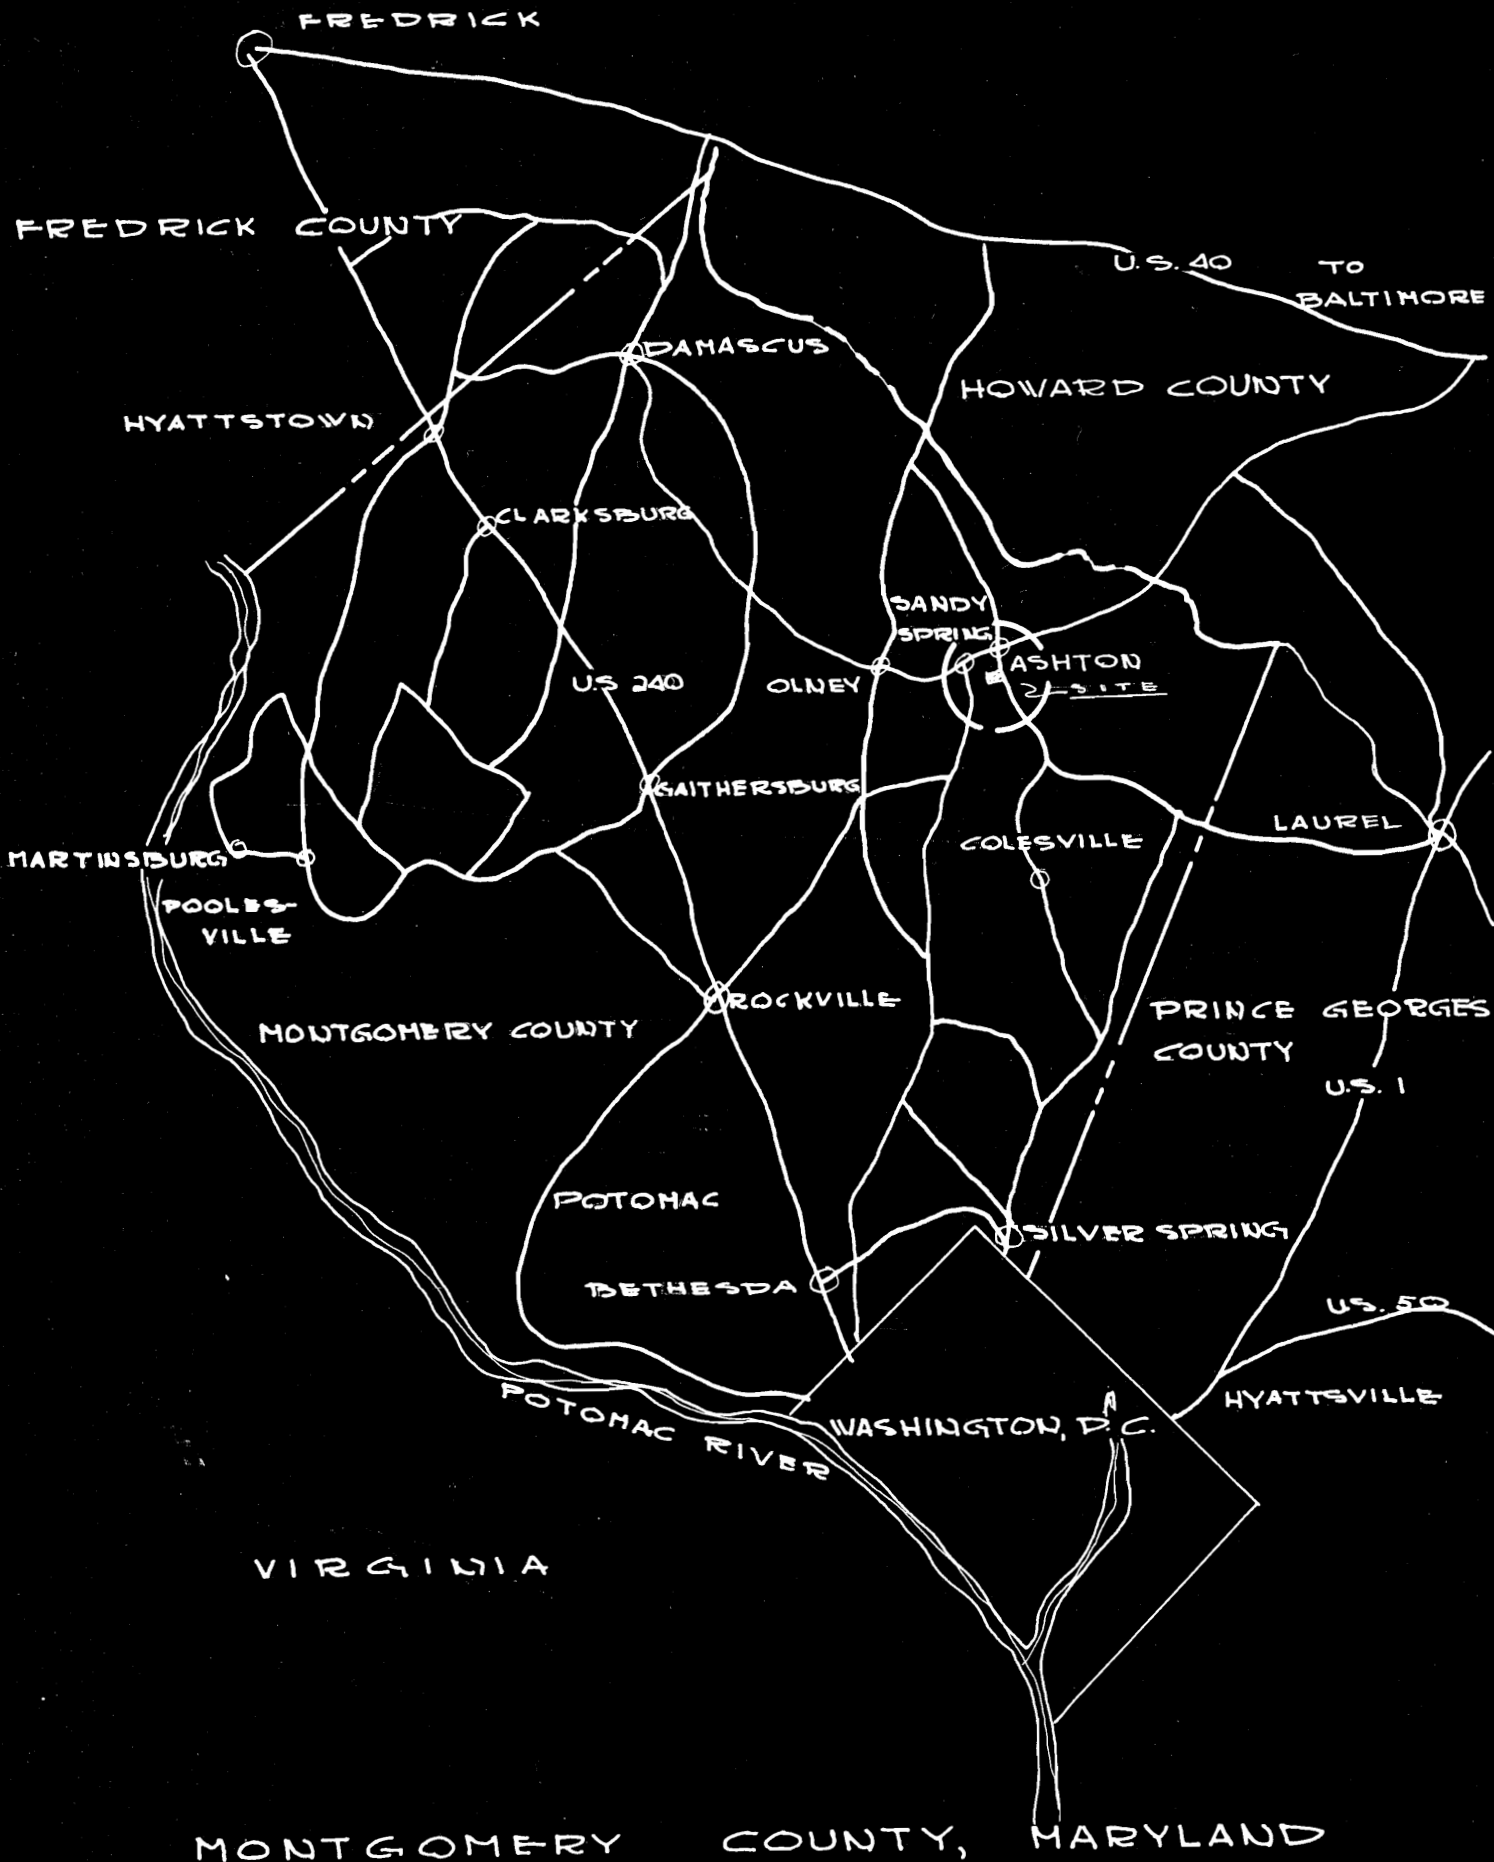 FREDRICK
FREDRICK COUNTY
U.S. 40
TO
BALTIMORE
DAMASCUS
HOWARD COUNTY
HYATTSTOWN
CLARKSBURG
SANDY
SPRING
ASHTON
SITE
OLNEY
U.S 240
GAITHERSBURG
COLESVILLE
LAUREL
MARTINSBURG
POOLES-
VILLE
ROCKVILLE
MONTGOMERY COUNTY
PRINCE GEORGES
COUNTY
U.S. 1
POTOMAC
SILVER SPRING
BETHESDA
U.S. 50
HYATTSVILLE
POTOMAC RIVER
WASHINGTON, D.C.
VIRGINIA
MONTGOMERY COUNTY, MARYLAND